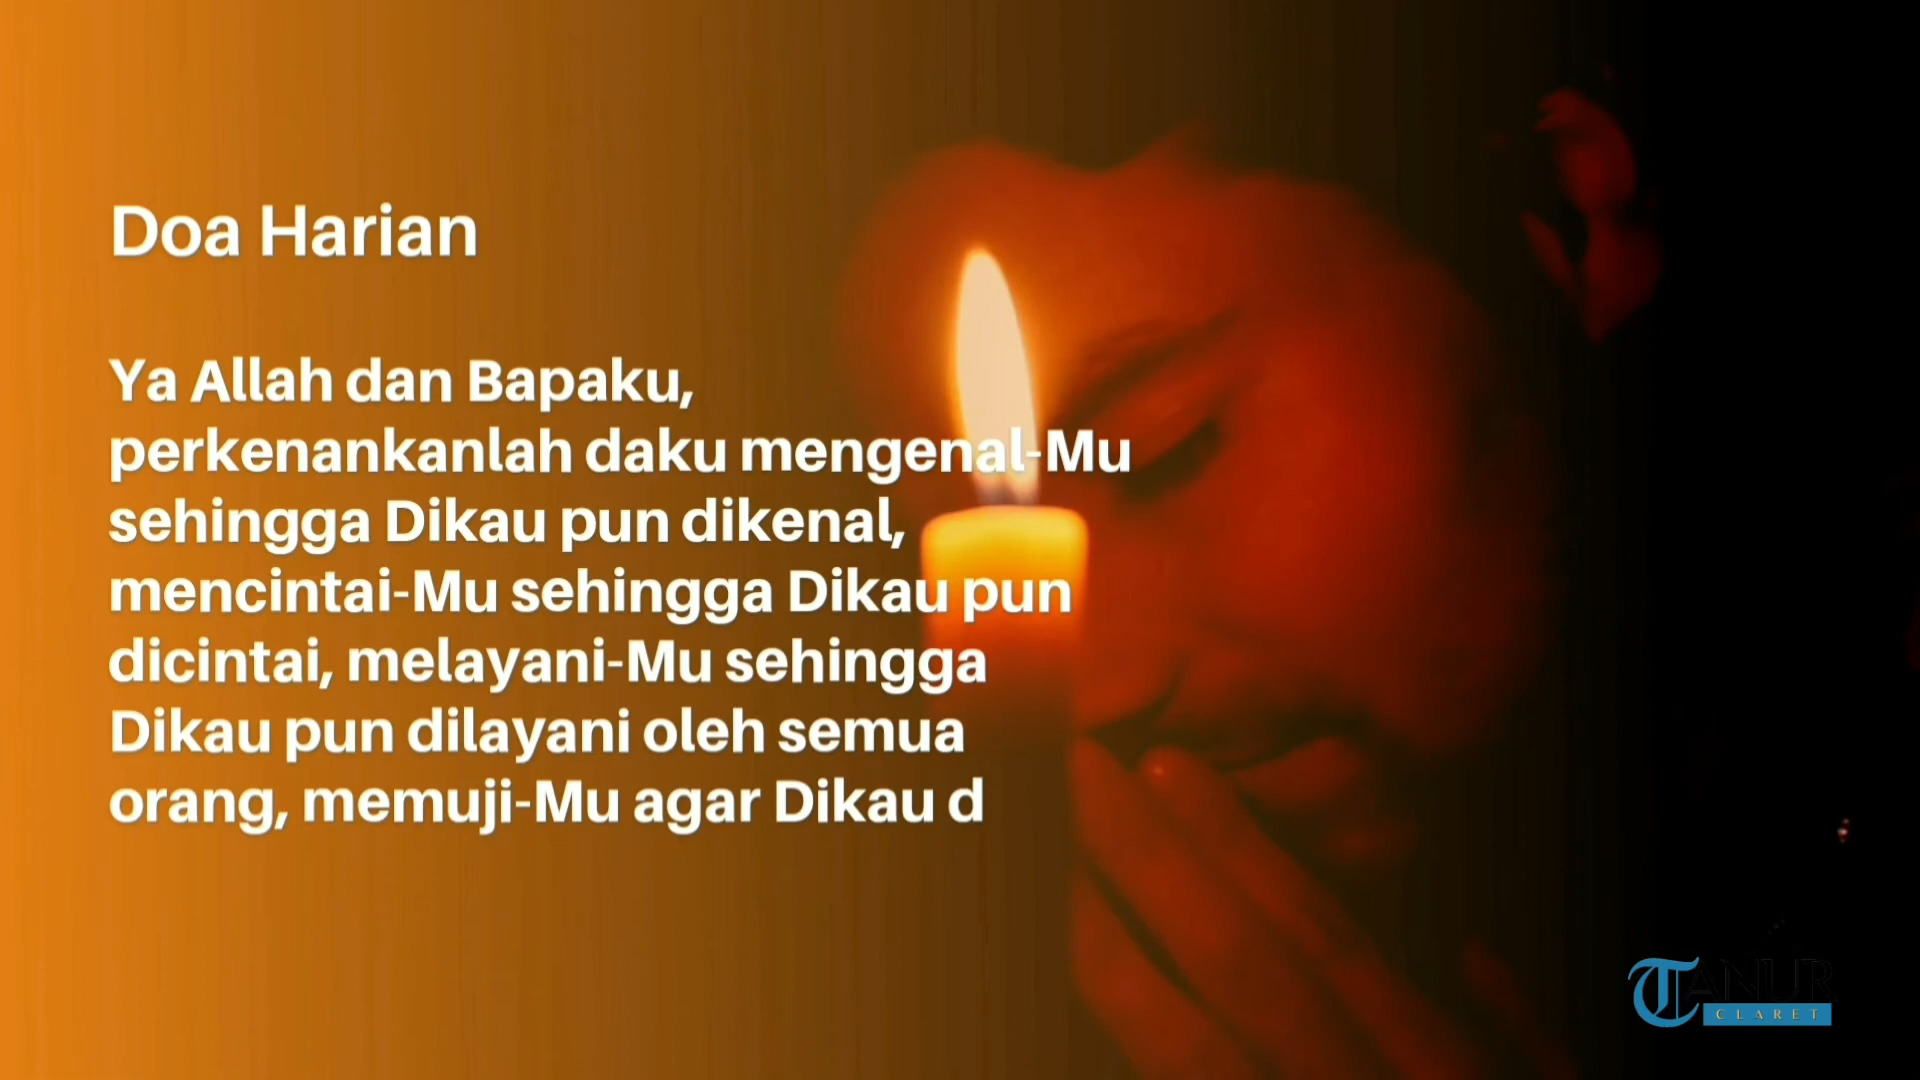 Doa Harian
Ya Allah dan Bapaku,
perkenankanlah daku mengenal-Mu
sehingga Dikau pun dikenal,
mencintai-Mu sehingga Dikau pun
dicintai, melayani-Mu sehingga
Dikau pun dilayani oleh semua
orang, memuji-Mu agar Dikau d
TANUR
CLARET